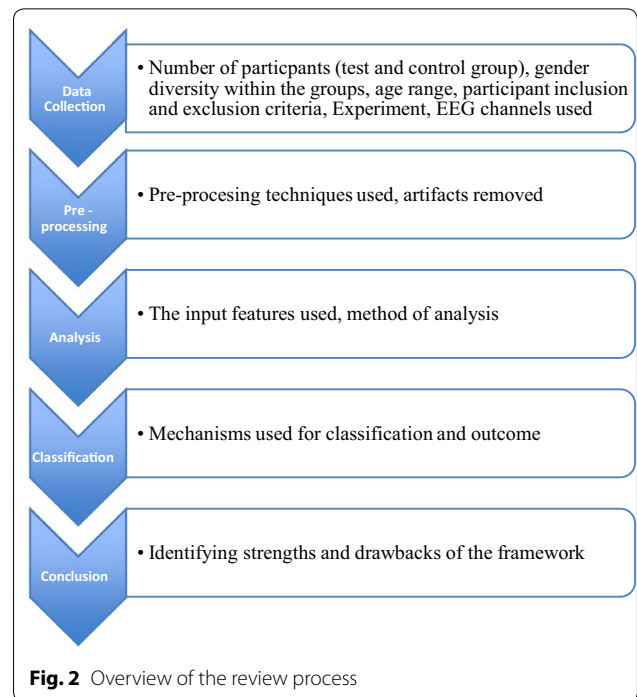 Data
Collection
• Number of particpants (test and control group), gender
diversity within the groups, age range, participant inclusion
and exclusion criteria, Experiment, EEG channels used
Pre -
processing
• Pre-procesing techniques used, artifacts removed
Analysis
• The input features used, method of analysis
Classification
• Mechanisms used for classification and outcome
Conclusion
• Identifying strengths and drawbacks of the framework
Fig. 2 Overview of the review process